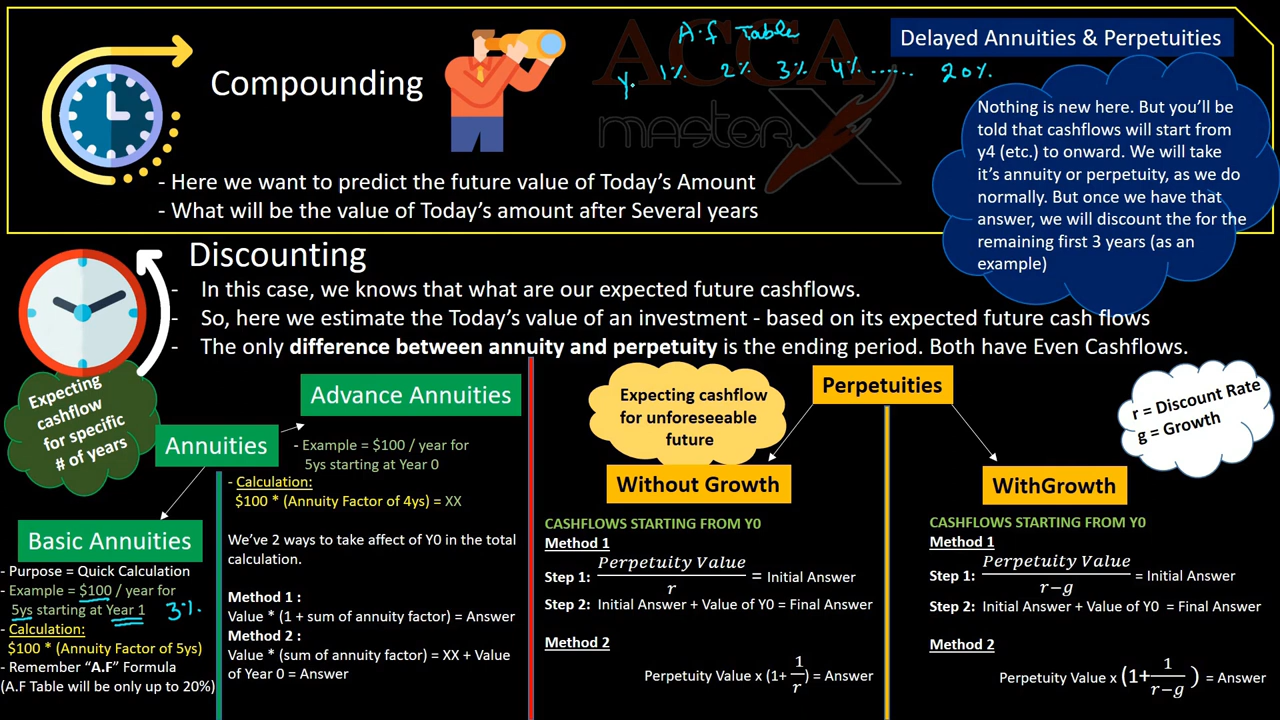 A.f Table
y. 1% 2% 3% 4% ...... 20%
ACCA
masterX
Compounding
- Here we want to predict the future value of Today's Amount
- What will be the value of Today's amount after Several years
Delayed Annuities & Perpetuities
Nothing is new here. But you'll be
told that cashflows will start from
y4 (etc.) to onward. We will take
it's annuity or perpetuity, as we do
normally. But once we have that
answer, we will discount the for the
remaining first 3 years (as an
example)
Discounting
- In this case, we knows that what are our expected future cashflows.
- So, here we estimate the Today's value of an investment - based on its expected future cash flows
- The only difference between annuity and perpetuity is the ending period. Both have Even Cashflows.
Expecting
cashflow
for specific
# of years
Annuities
Basic Annuities
- Purpose = Quick Calculation
- Example = $100 / year for
5ys starting at Year 1 3%.
- Calculation:
$100 * (Annuity Factor of 5ys)
- Remember "A.F" Formula
(A.F Table will be only up to 20%)
Advance Annuities
- Example = $100 / year for
5ys starting at Year 0
- Calculation:
$100 * (Annuity Factor of 4ys) = XX
We've 2 ways to take affect of Y0 in the total
calculation.
Method 1 :
Value * (1 + sum of annuity factor) = Answer
Method 2 :
Value * (sum of annuity factor) = XX + Value
of Year 0 = Answer
Expecting cashflow
for unforeseeable
future
Perpetuities
r = Discount Rate
g = Growth
Without Growth
CASHFLOWS STARTING FROM Y0
Method 1
Step 1: Perpetuity Value / r = Initial Answer
Step 2: Initial Answer + Value of Y0 = Final Answer
Method 2
Perpetuity Value x (1+ 1/r) = Answer
WithGrowth
CASHFLOWS STARTING FROM Y0
Method 1
Step 1: Perpetuity Value / r−g = Initial Answer
Step 2: Initial Answer + Value of Y0 = Final Answer
Method 2
Perpetuity Value x (1+ 1/r−g) = Answer